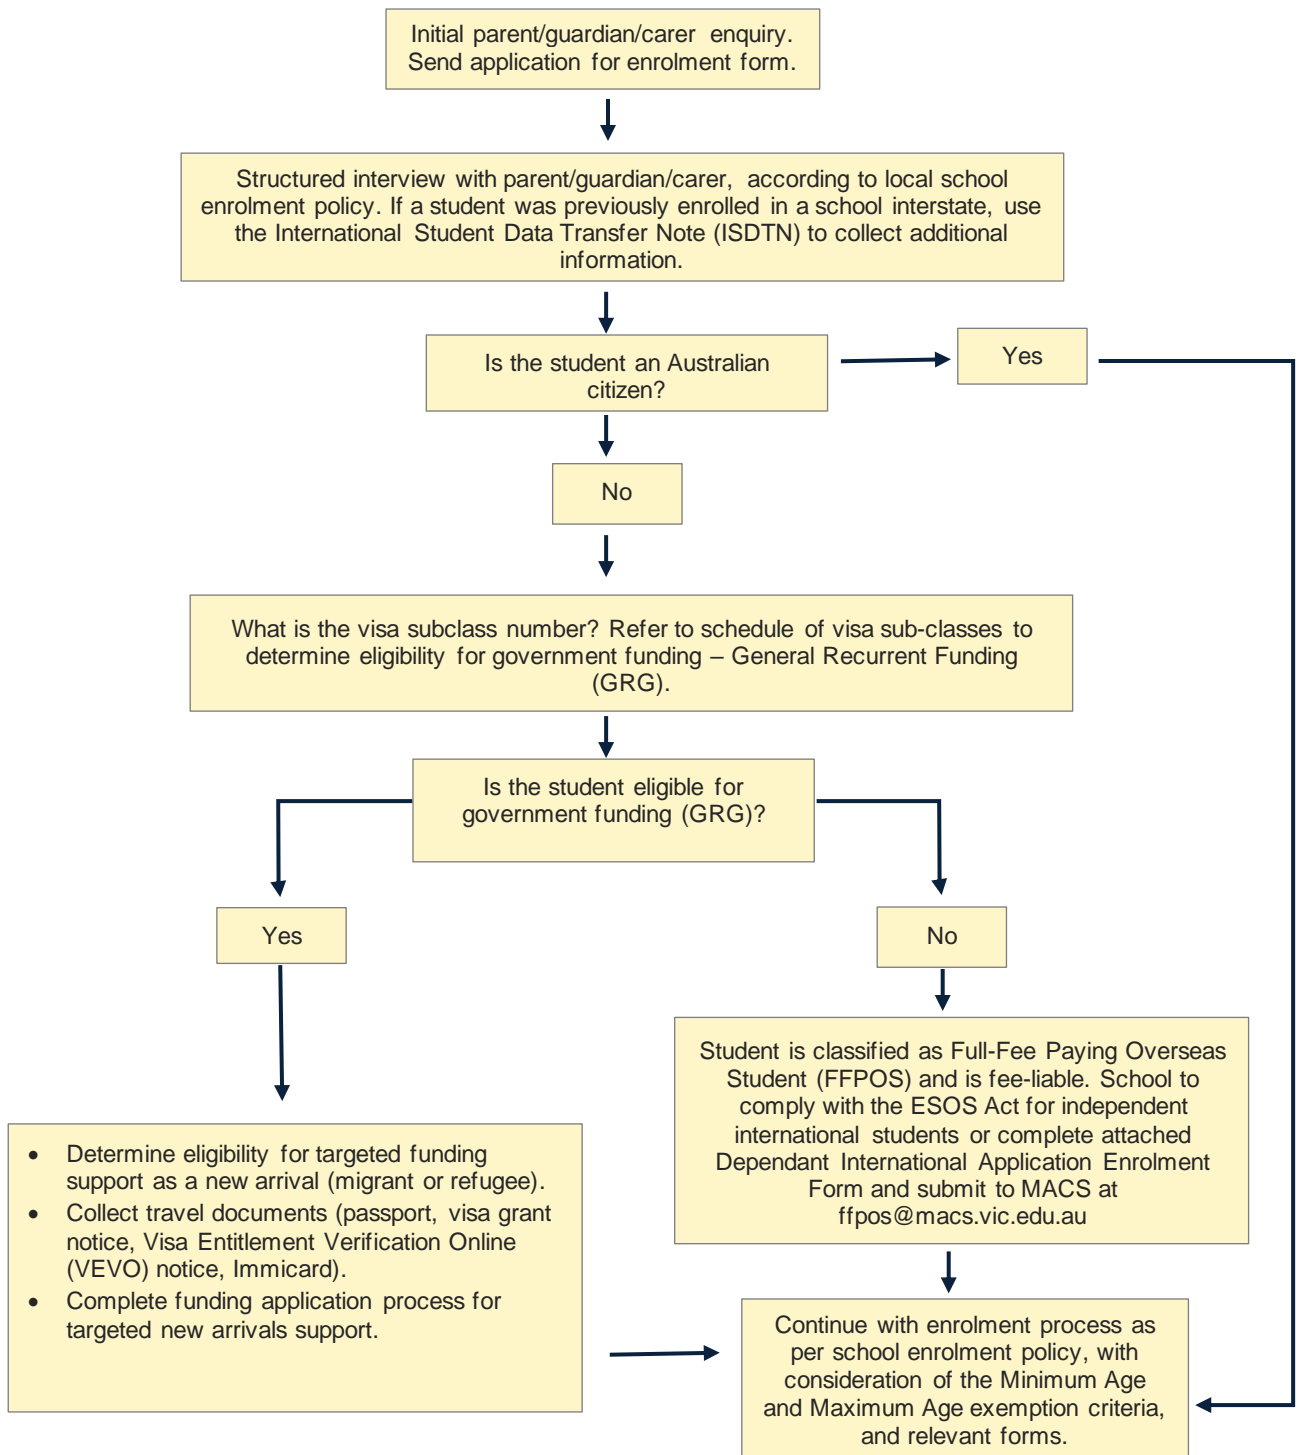 Initial parent/guardian/carer enquiry.
Send application for enrolment form.
Structured interview with parent/guardian/carer, according to local school
enrolment policy. If a student was previously enrolled in a school interstate, use
the International Student Data Transfer Note (ISDTN) to collect additional
information.
Is the student an Australian
citizen?
Yes
No
What is the visa subclass number? Refer to schedule of visa sub-classes to
determine eligibility for government funding – General Recurrent Funding
(GRG).
Is the student eligible for
government funding (GRG)?
Yes
No
Student is classified as Full-Fee Paying Overseas
Student (FFPOS) and is fee-liable. School to
comply with the ESOS Act for independent
international students or complete attached
Dependant International Application Enrolment
Form and submit to MACS at
ffpos@macs.vic.edu.au
• Determine eligibility for targeted funding
support as a new arrival (migrant or refugee).
• Collect travel documents (passport, visa grant
notice, Visa Entitlement Verification Online
(VEVO) notice, Immicard).
• Complete funding application process for
targeted new arrivals support.
Continue with enrolment process as
per school enrolment policy, with
consideration of the Minimum Age
and Maximum Age exemption criteria,
and relevant forms.